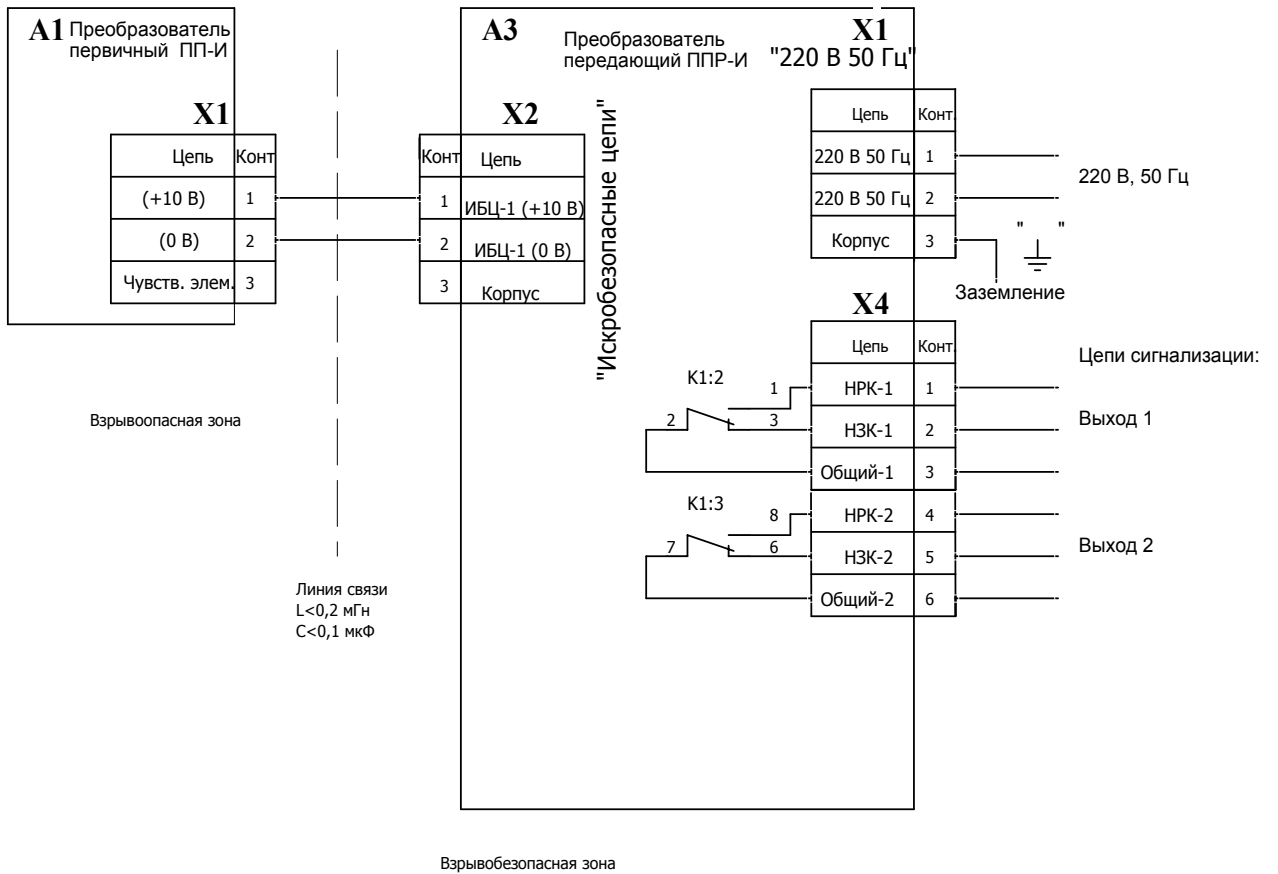 А1 Преобразователь
первичный ПП-И
X1
Цепь Конт
(+10 В) 1
(0 В) 2
Чувств. элем. 3
Взрывоопасная зона
Линия связи
L<0,2 мГн
С<0,1 мкФ
А3 Преобразователь
передающий ППР-И
X2
Конт Цепь
1 ИБЦ-1 (+10 В)
2 ИБЦ-1 (0 В)
3 Корпус
"Искробезопасные цепи"
X1
"220 В 50 Гц"
Цепь Конт.
220 В 50 Гц 1
220 В 50 Гц 2
Корпус 3
220 В, 50 Гц
" "
Заземление
X4
Цепь Конт.
НРК-1 1
НЗК-1 2
Общий-1 3
НРК-2 4
НЗК-2 5
Общий-2 6
К1:2
1
2 3
К1:3
8
7 6
Цепи сигнализации:
Выход 1
Выход 2
Взрывобезопасная зона